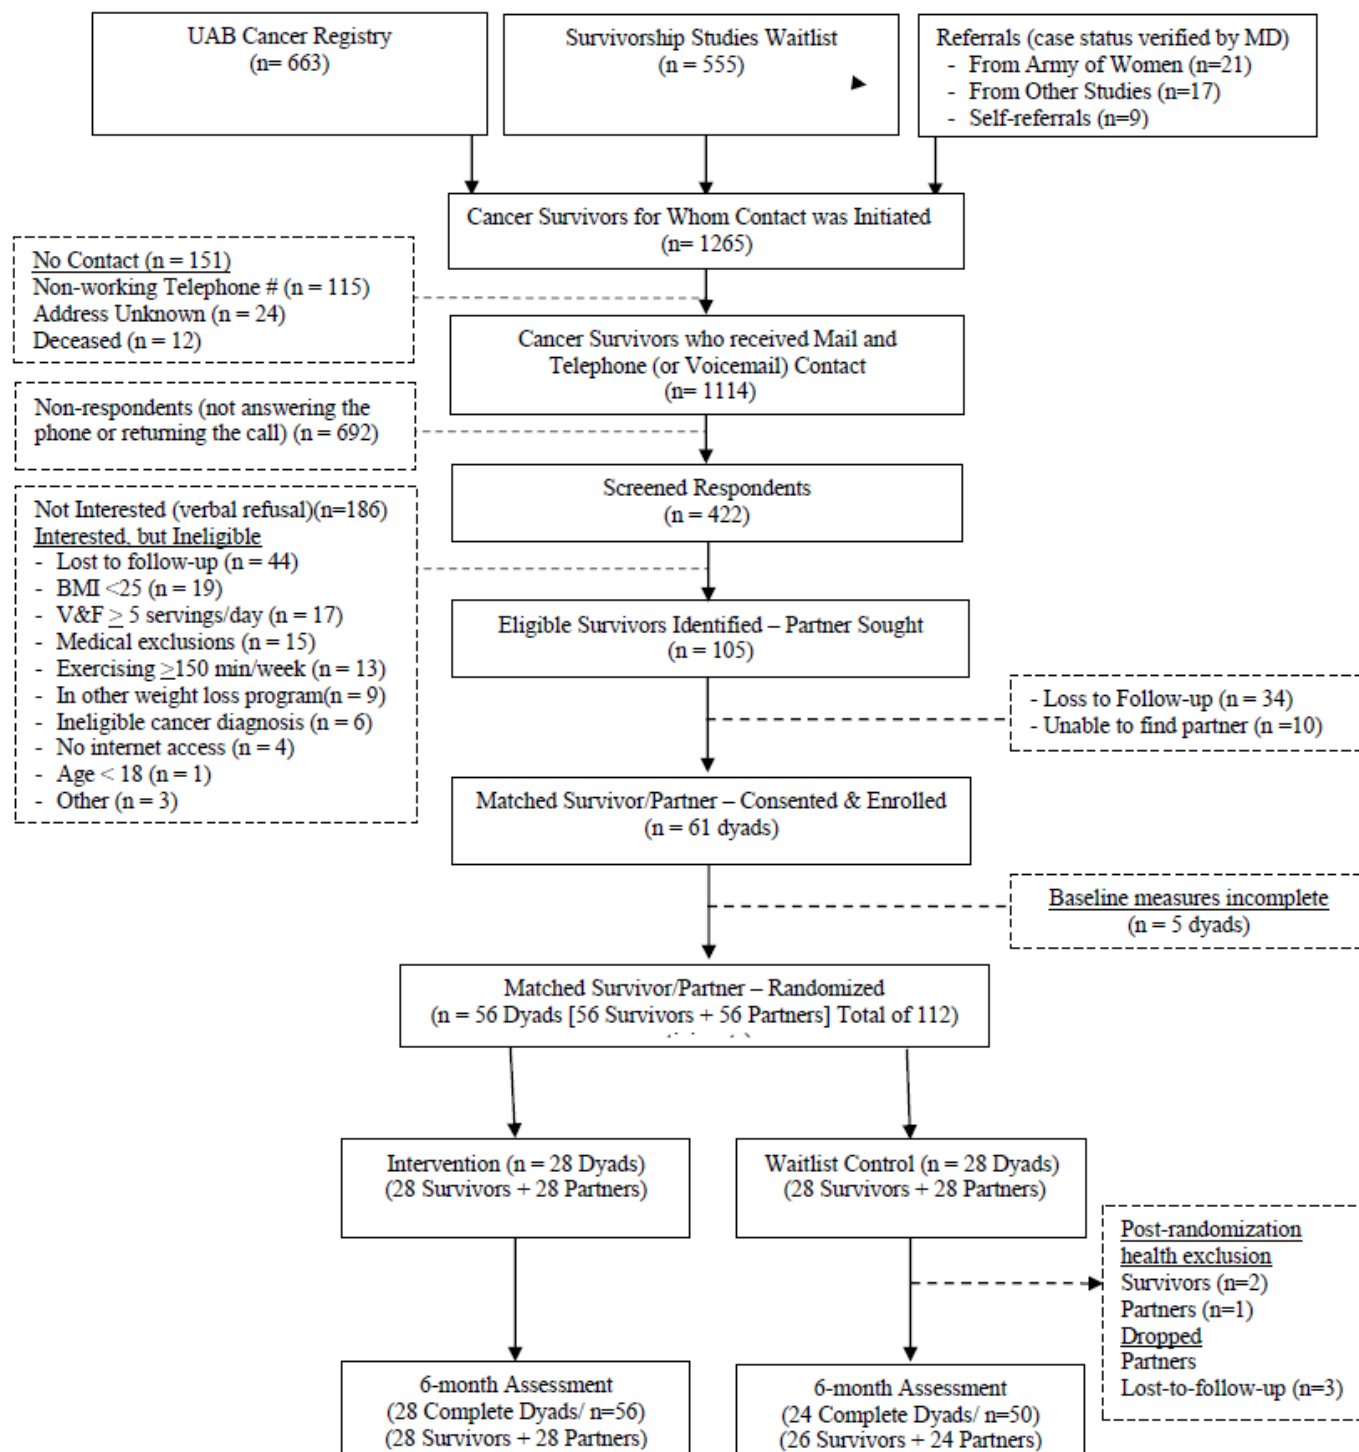 UAB Cancer Registry
(n= 663)
Survivorship Studies Waitlist
(n = 555)
Referrals (case status verified by MD)
- From Army of Women (n=21)
- From Other Studies (n=17)
- Self-referrals (n=9)
Cancer Survivors for Whom Contact was Initiated
(n= 1265)
No Contact (n = 151)
Non-working Telephone # (n = 115)
Address Unknown (n = 24)
Deceased (n = 12)
Cancer Survivors who received Mail and
Telephone (or Voicemail) Contact
(n= 1114)
Non-respondents (not answering the
phone or returning the call) (n = 692)
Screened Respondents
(n = 422)
Not Interested (verbal refusal)(n=186)
Interested, but Ineligible
- Lost to follow-up (n = 44)
- BMI <25 (n = 19)
- V&F ≥ 5 servings/day (n = 17)
- Medical exclusions (n = 15)
- Exercising ≥150 min/week (n = 13)
- In other weight loss program(n = 9)
- Ineligible cancer diagnosis (n = 6)
- No internet access (n = 4)
- Age < 18 (n = 1)
- Other (n = 3)
Eligible Survivors Identified – Partner Sought
(n = 105)
- Loss to Follow-up (n = 34)
- Unable to find partner (n =10)
Matched Survivor/Partner – Consented & Enrolled
(n = 61 dyads)
Baseline measures incomplete
(n = 5 dyads)
Matched Survivor/Partner – Randomized
(n = 56 Dyads [56 Survivors + 56 Partners] Total of 112)
Intervention (n = 28 Dyads)
(28 Survivors + 28 Partners)
Waitlist Control (n = 28 Dyads)
(28 Survivors + 28 Partners)
Post-randomization
health exclusion
Survivors (n=2)
Partners (n=1)
Dropped
Partners
Lost-to-follow-up (n=3)
6-month Assessment
(28 Complete Dyads/ n=56)
(28 Survivors + 28 Partners)
6-month Assessment
(24 Complete Dyads/ n=50)
(26 Survivors + 24 Partners)